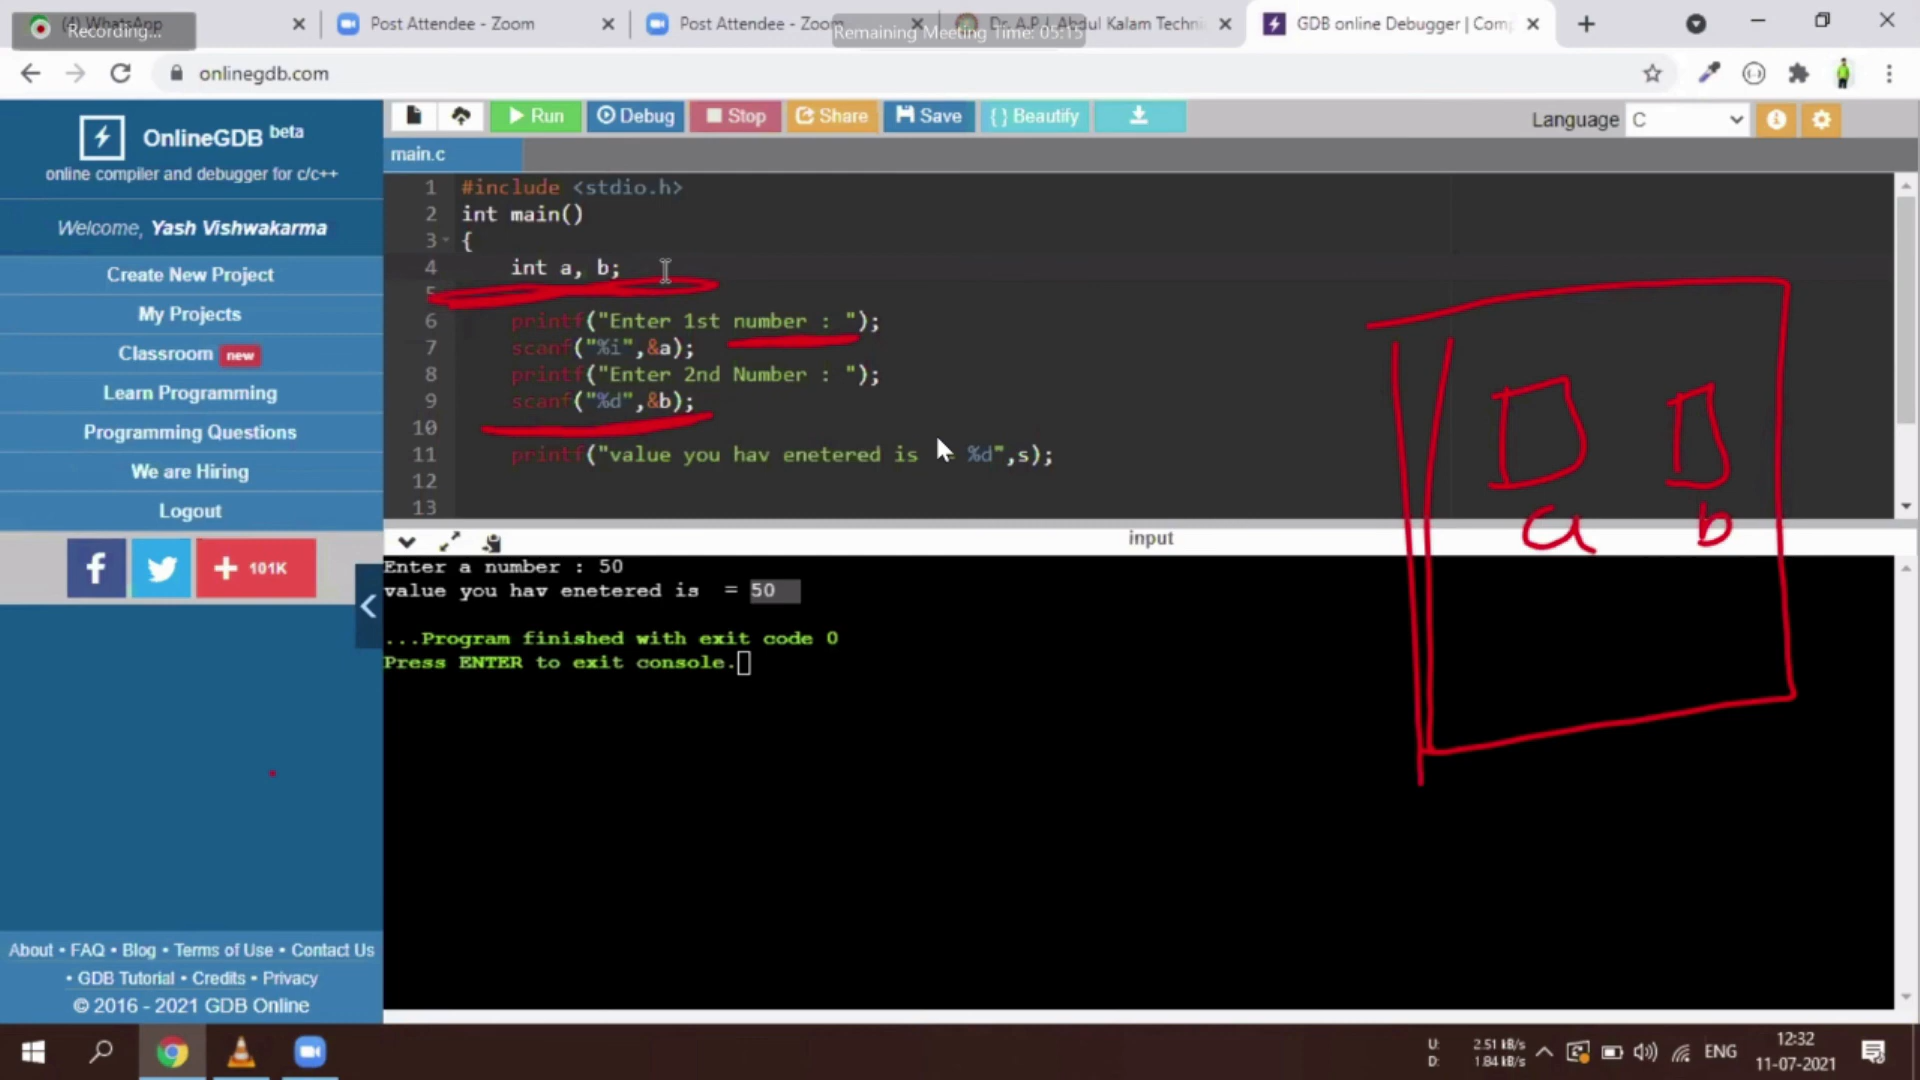 (4) WhatsApp
Recording...
Post Attendee - Zoom
Post Attendee - Zoom
Remaining Meeting Time: 05:15
Dr. A.P.J. Abdul Kalam Techni
GDB online Debugger | Comp
onlinegdb.com
OnlineGDB beta
online compiler and debugger for c/c++
Welcome, Yash Vishwakarma
Create New Project
My Projects
Classroom new
Learn Programming
Programming Questions
We are Hiring
Logout
f
+ 101K
About • FAQ • Blog • Terms of Use • Contact Us
• GDB Tutorial • Credits • Privacy
© 2016 - 2021 GDB Online
Run
Debug
Stop
Share
Save
{ } Beautify
Language C
main.c
1 #include <stdio.h>
2 int main()
3 {
4 int a, b;
5
6 printf("Enter 1st number : ");
7 scanf("%i",&a);
8 printf("Enter 2nd Number : ");
9 scanf("%d",&b);
10
11 printf("value you hav enetered is = %d",s);
12
13
a b
input
Enter a number : 50
value you hav enetered is = 50
...Program finished with exit code 0
Press ENTER to exit console.
U: 2.51 kB/s
D: 1.84 kB/s
ENG
12:32
11-07-2021